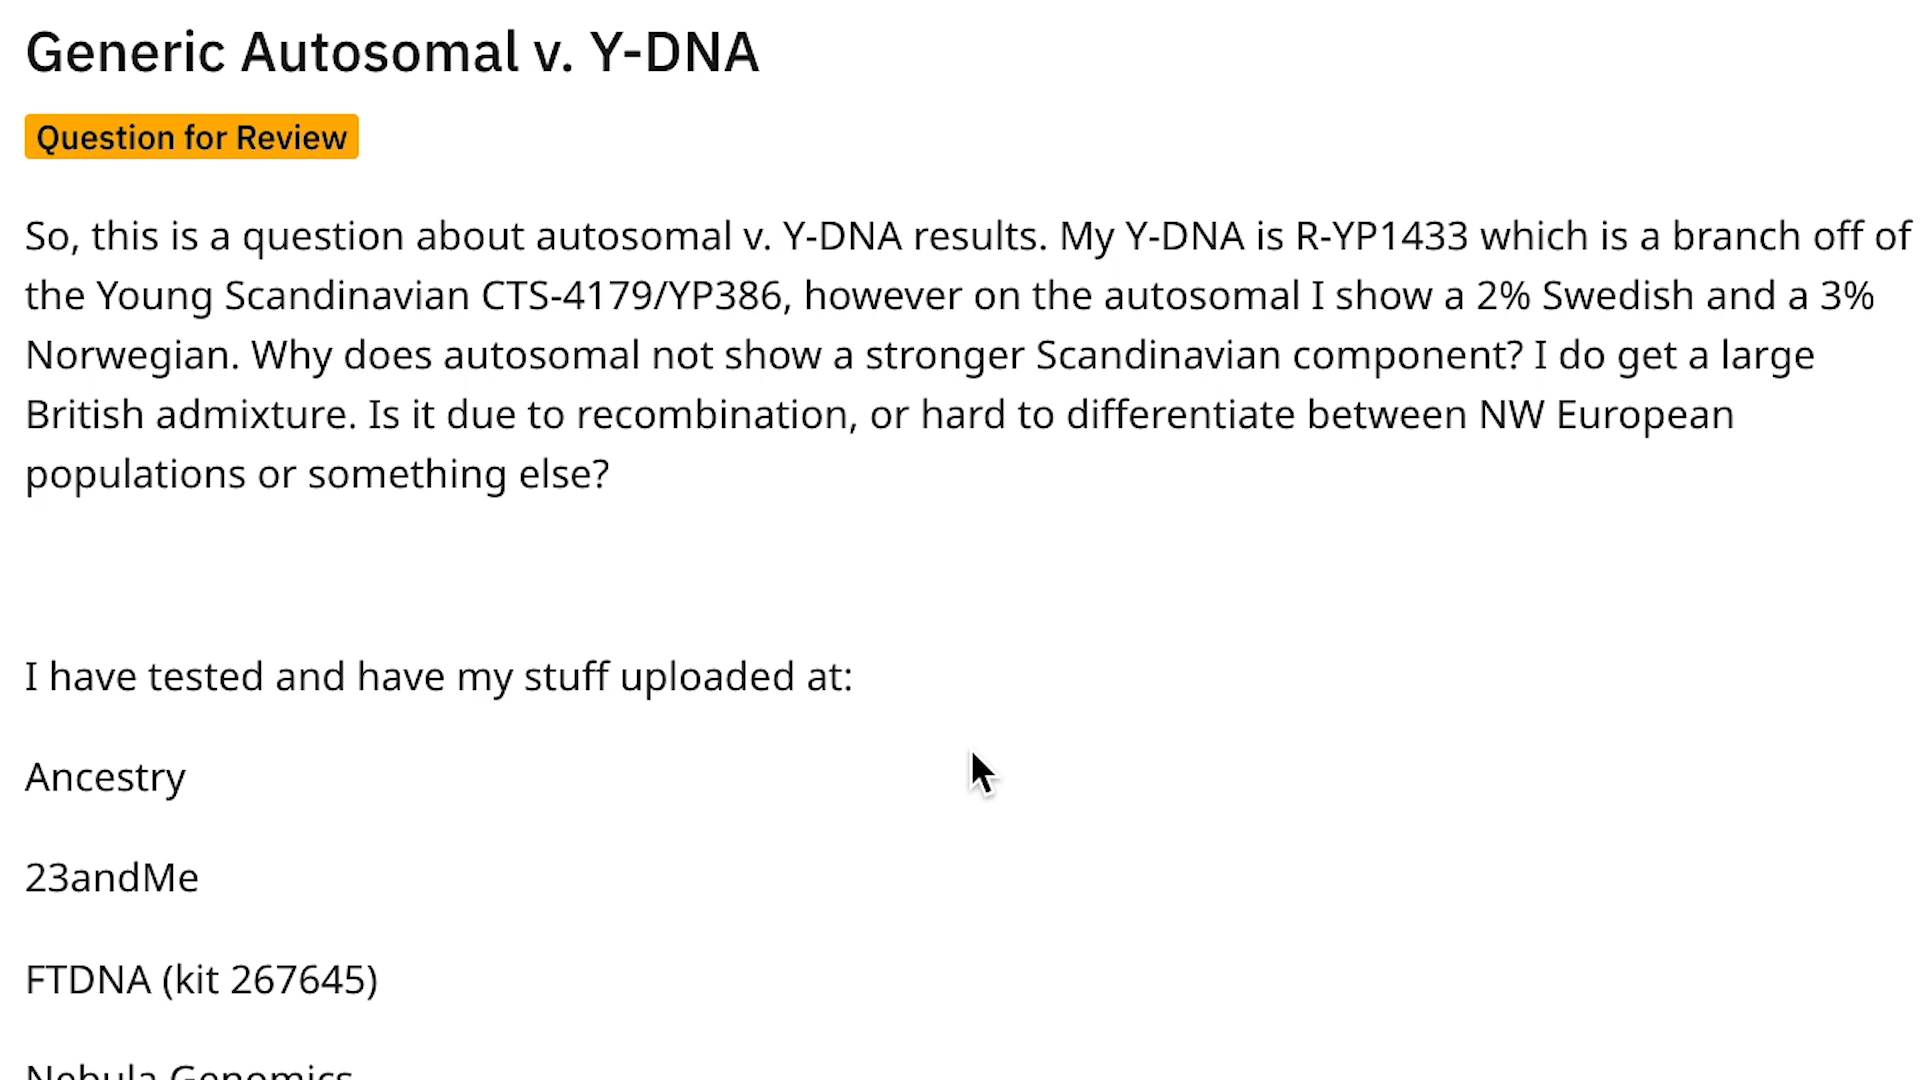 Generic Autosomal v. Y-DNA
Question for Review
So, this is a question about autosomal v. Y-DNA results. My Y-DNA is R-YP1433 which is a branch off of
the Young Scandinavian CTS-4179/YP386, however on the autosomal I show a 2% Swedish and a 3%
Norwegian. Why does autosomal not show a stronger Scandinavian component? I do get a large
British admixture. Is it due to recombination, or hard to differentiate between NW European
populations or something else?
I have tested and have my stuff uploaded at:
Ancestry
23andMe
FTDNA (kit 267645)
Nebula Genomics